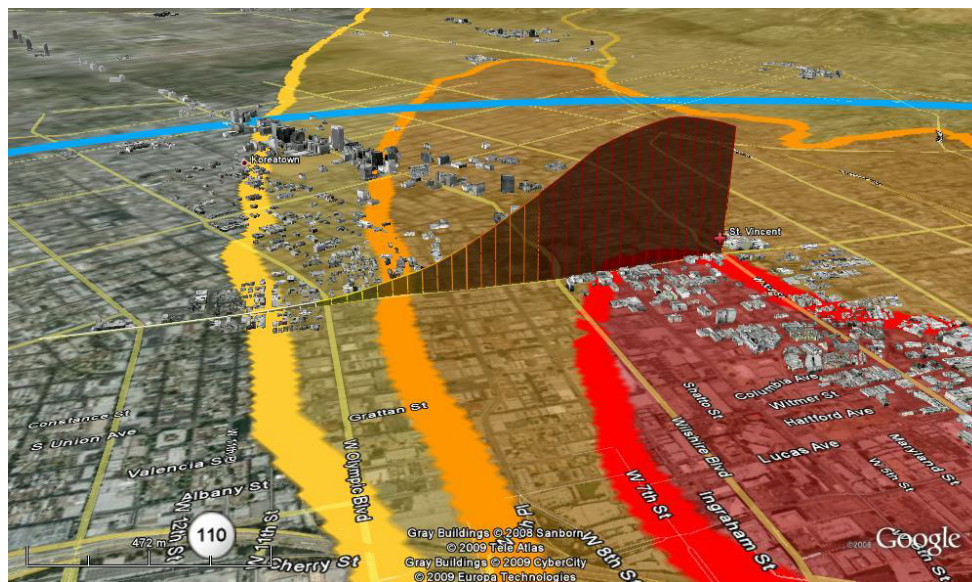 Koreatown
St. Vincent
Constance St
S Union Ave
Valencia St
Albany St
W 12th St
W 11th St
Cherry St
110
472 m
W Olympic Blvd
Grattan St
W 8th St
W 7th St
Wilshire Blvd
Ingraham St
Shatto St
Columbia Ave
Witmer St
Hartford Ave
Lucas Ave
Maryland St
W 5th St
Gray Buildings © 2008 Sanborn
© 2009 Tele Atlas
Gray Buildings © 2009 CyberCity
© 2009 Europa Technologies
©2008 Google